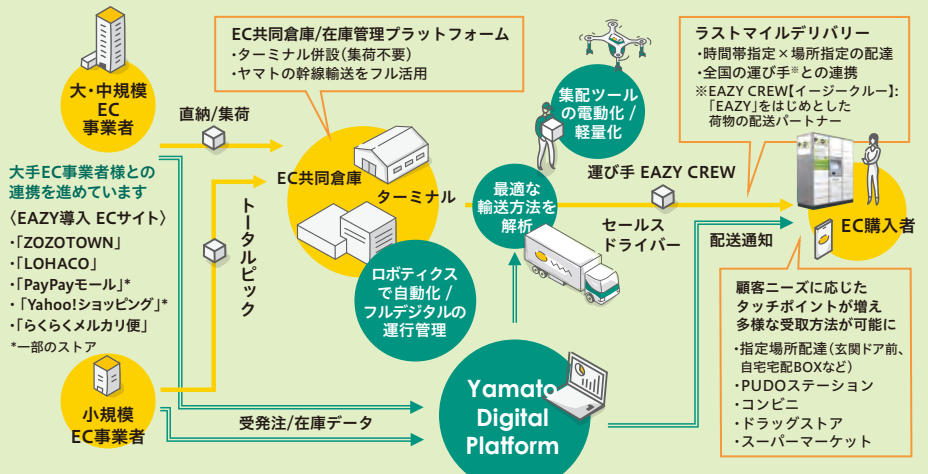 大・中規模
EC
事業者
EC共同倉庫/在庫管理プラットフォーム
・ターミナル併設(集荷不要)
・ヤマトの幹線輸送をフル活用
ラストマイルデリバリー
・時間帯指定×場所指定の配達
・全国の運び手※との連携
※EAZY CREW【イージークルー】:
「EAZY」をはじめとした
荷物の配送パートナー
集配ツール
の電動化/
軽量化
直納/集荷
大手EC事業者様との
連携を進めています
〈EAZY導入 ECサイト〉
・「ZOZOTOWN」
・「LOHACO」
・「PayPayモール」*
・「Yahoo!ショッピング」*
・「らくらくメルカリ便」
*一部のストア
トータルピック
EC共同倉庫
ターミナル
最適な
輸送方法を
解析
運び手 EAZY CREW
セールス
ドライバー
配送通知
EC購入者
ロボティクス
で自動化/
フルデジタルの
運行管理
顧客ニーズに応じた
タッチポイントが増え
多様な受取方法が可能に
・指定場所配達(玄関ドア前、
自宅宅配BOXなど)
・PUDOステーション
・コンビニ
・ドラッグストア
・スーパーマーケット
小規模
EC事業者
受発注/在庫データ
Yamato
Digital
Platform